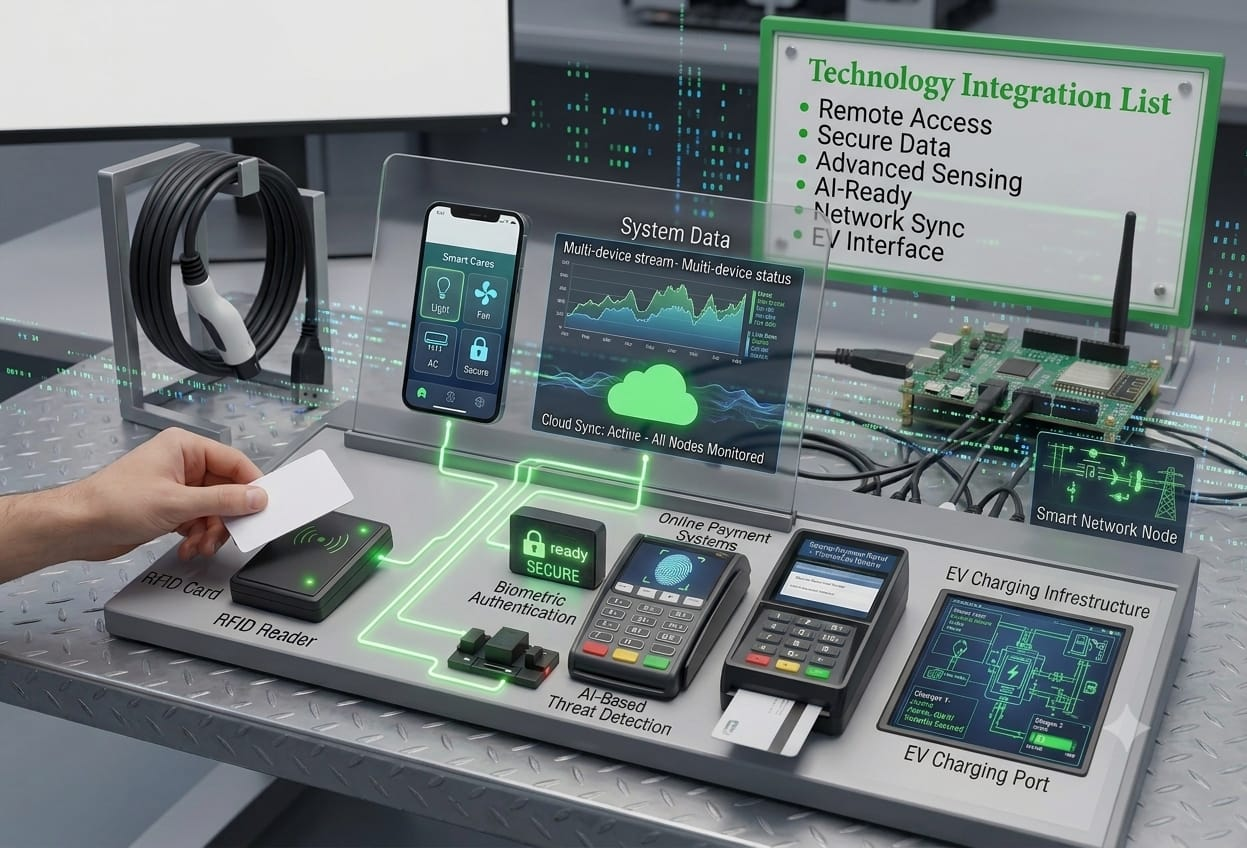 Technology Integration List
Remote Access
Secure Data
Advanced Sensing
AI-Ready
Network Sync
EV Interface
System Data
Multi-device stream- Multi-device status
Cloud Sync: Active - All Nodes Monitored
Smart Cares
Light
Fan
AC
Secure
Smart Network Node
RFID Card
RFID Reader
ready
SECURE
Biometric
Authentication
Online Payment
Systems
AI-Based
Threat Detection
EV Charging Infrestructure
EV Charging Port